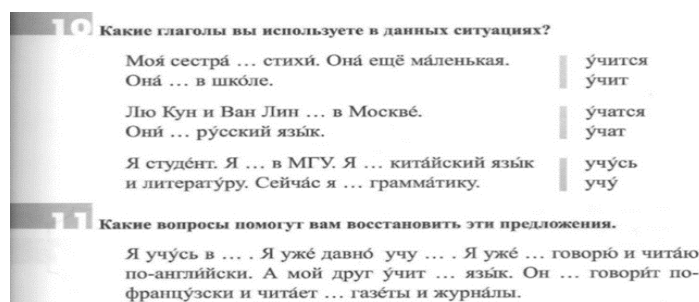 10 Какие глаголы вы используете в данных ситуациях?
Моя́ сестра́ ... стихи́. Она́ ещё ма́ленькая. у́чится
Она́ ... в шко́ле. у́чит
Лю Кун и Ван Лин ... в Москве́. у́чатся
Они́ ... ру́сский язы́к. у́чат
Я студе́нт. Я ... в МГУ. Я ... кита́йский язы́к учу́сь
и литерату́ру. Сейча́с я ... грамма́тику. учу́
11 Какие вопросы помогут вам восстановить эти предложения.
Я учу́сь в ... . Я уже́ давно́ учу ... . Я уже́ ... говорю́ и чита́ю
по-англи́йски. А мой друг у́чит ... язы́к. Он ... говори́т по-
францу́зски и чита́ет ... газе́ты и журна́лы.